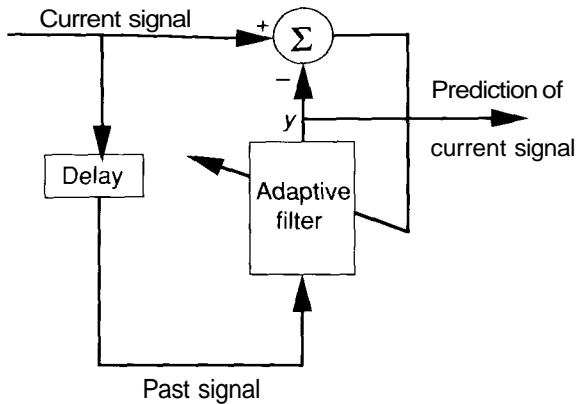 Current signal
+
Σ
−
Prediction of
y
current signal
Delay
Adaptive
filter
Past signal